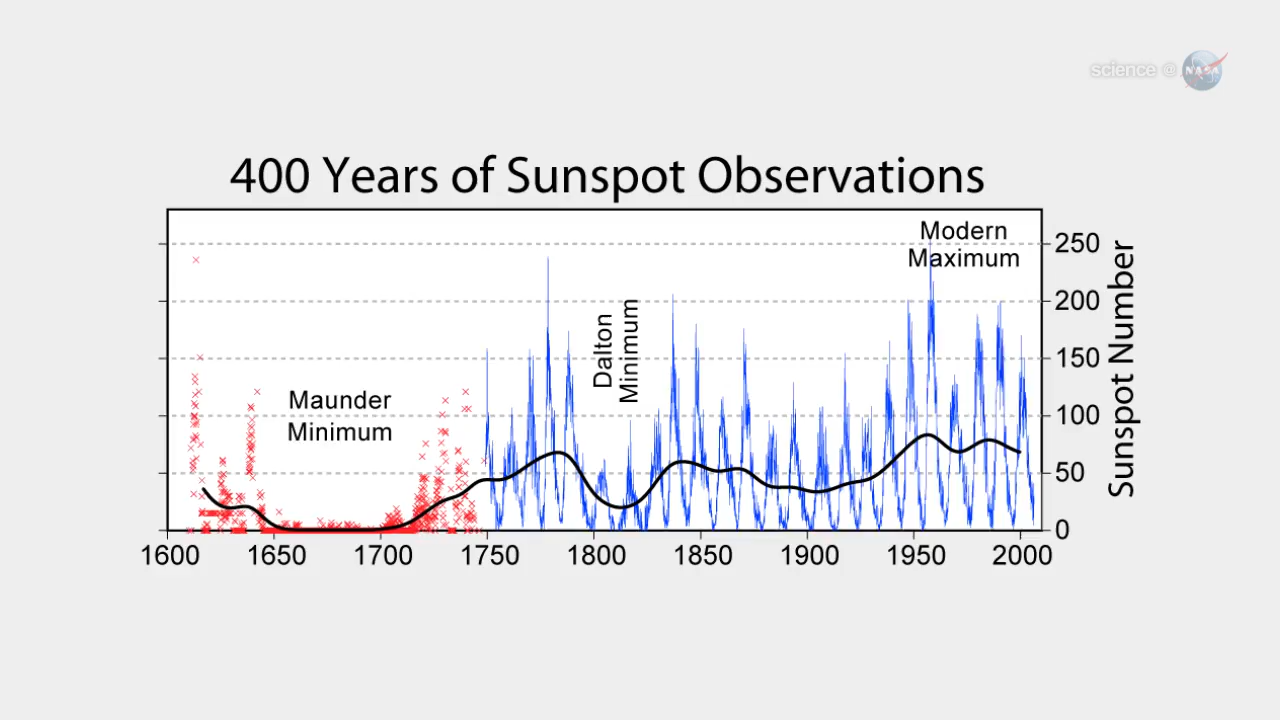 science @ NASA
400 Years of Sunspot Observations
Modern
Maximum
Dalton
Minimum
Maunder
Minimum
250
200
150
100
50
0
Sunspot Number
1600 1650 1700 1750 1800 1850 1900 1950 2000